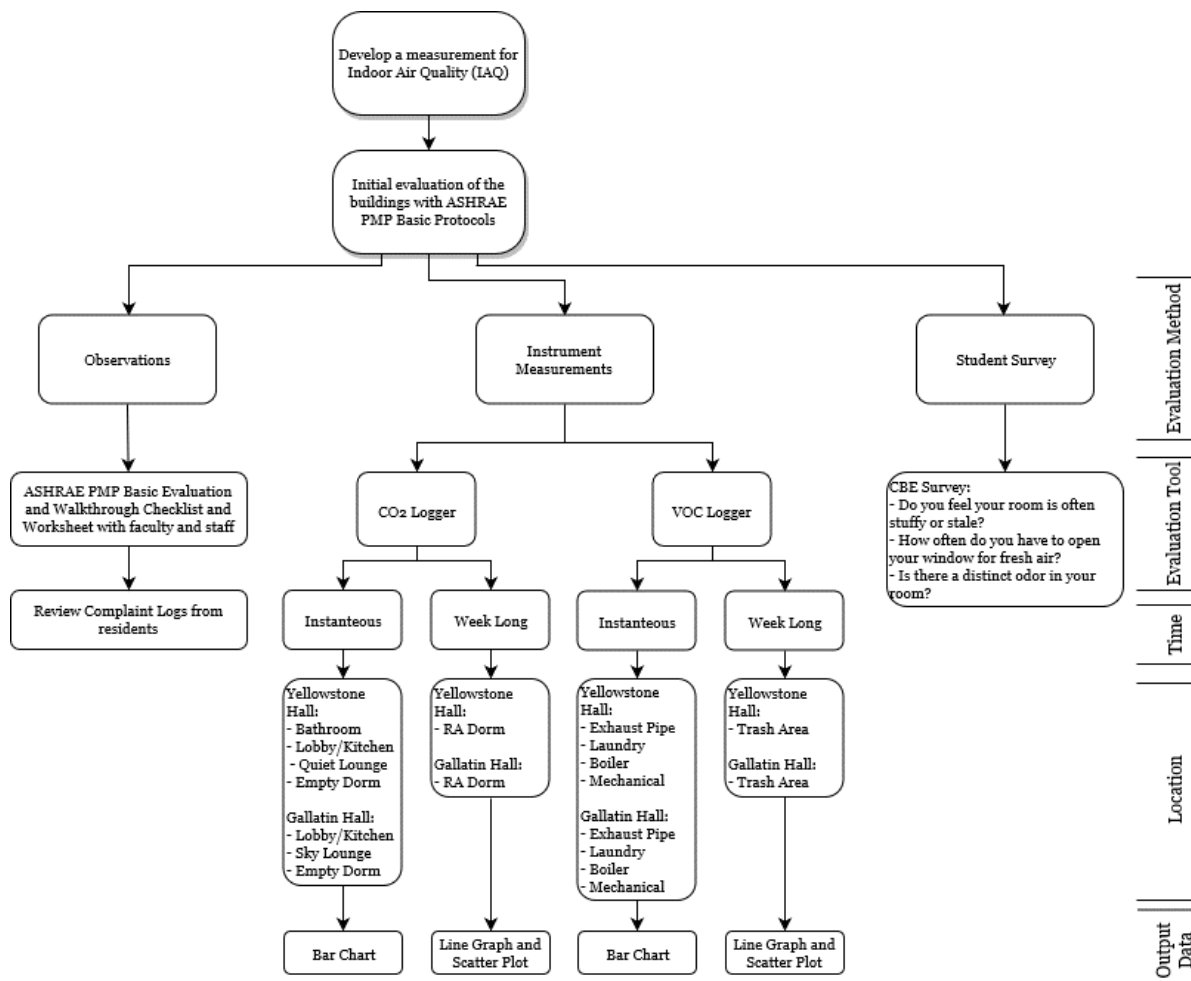 Develop a measurement for
Indoor Air Quality (IAQ)
Initial evaluation of the
buildings with ASHRAE
PMP Basic Protocols
Observations
Instrument
Measurements
Student Survey
Evaluation Method
ASHRAE PMP Basic Evaluation
and Walkthrough Checklist and
Worksheet with faculty and staff
CO2 Logger
VOC Logger
CBE Survey:
- Do you feel your room is often
stuffy or stale?
- How often do you have to open
your window for fresh air?
- Is there a distinct odor in your
room?
Evaluation Tool
Review Complaint Logs from
residents
Instanteous
Week Long
Instanteous
Week Long
Time
Yellowstone
Hall:
- Bathroom
- Lobby/Kitchen
- Quiet Lounge
- Empty Dorm
Gallatin Hall:
- Lobby/Kitchen
- Sky Lounge
- Empty Dorm
Yellowstone
Hall:
- RA Dorm
Gallatin Hall:
- RA Dorm
Yellowstone
Hall:
- Exhaust Pipe
- Laundry
- Boiler
- Mechanical
Gallatin Hall:
- Exhaust Pipe
- Laundry
- Boiler
- Mechanical
Yellowstone
Hall:
- Trash Area
Gallatin Hall:
- Trash Area
Location
Bar Chart
Line Graph and
Scatter Plot
Bar Chart
Line Graph and
Scatter Plot
Output
Data